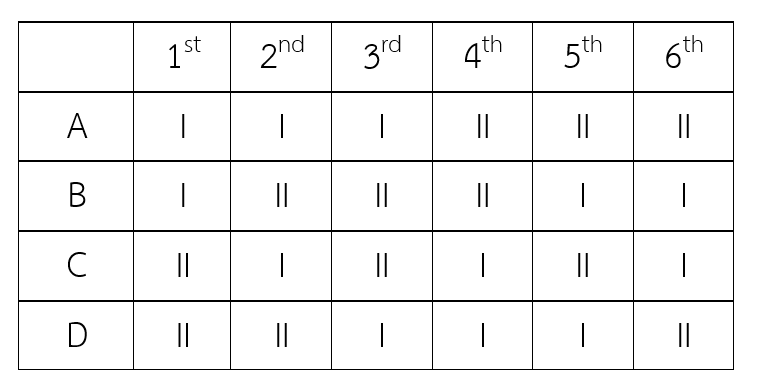 1st 2nd 3rd 4th 5th 6th
A I I I II II II
B I II II II I I
C II I II I II I
D II II I I I II